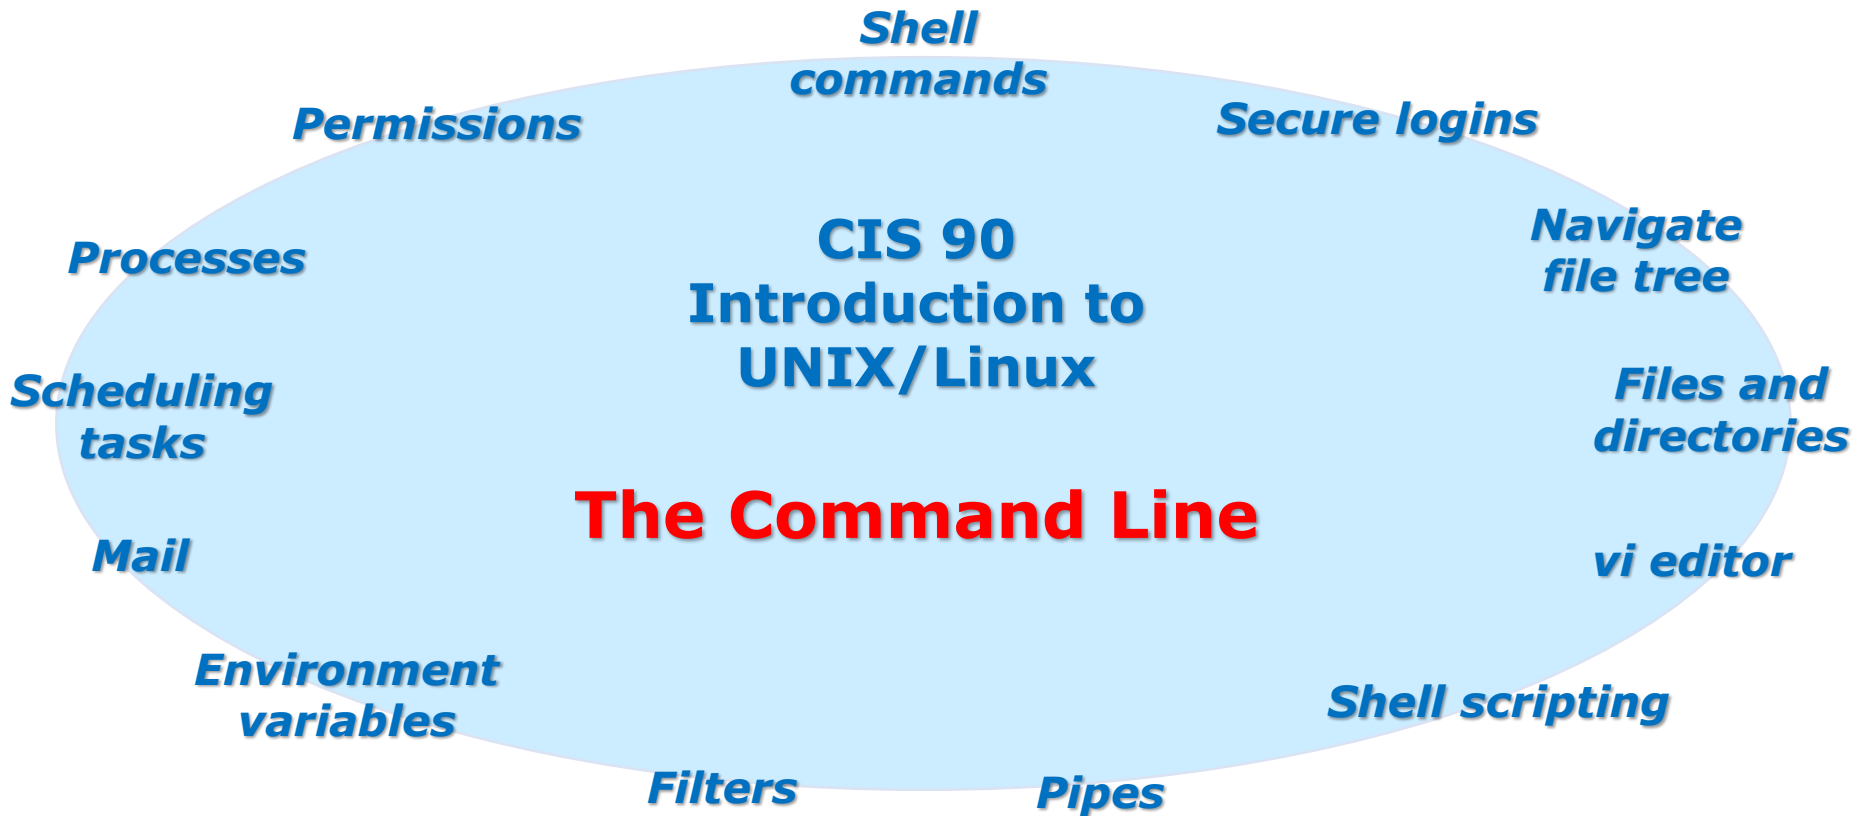 Shell
commands
Permissions
Secure logins
Navigate
file tree
Processes
CIS 90
Introduction to
UNIX/Linux
Scheduling
tasks
Files and
directories
The Command Line
Mail
vi editor
Environment
variables
Shell scripting
Filters
Pipes